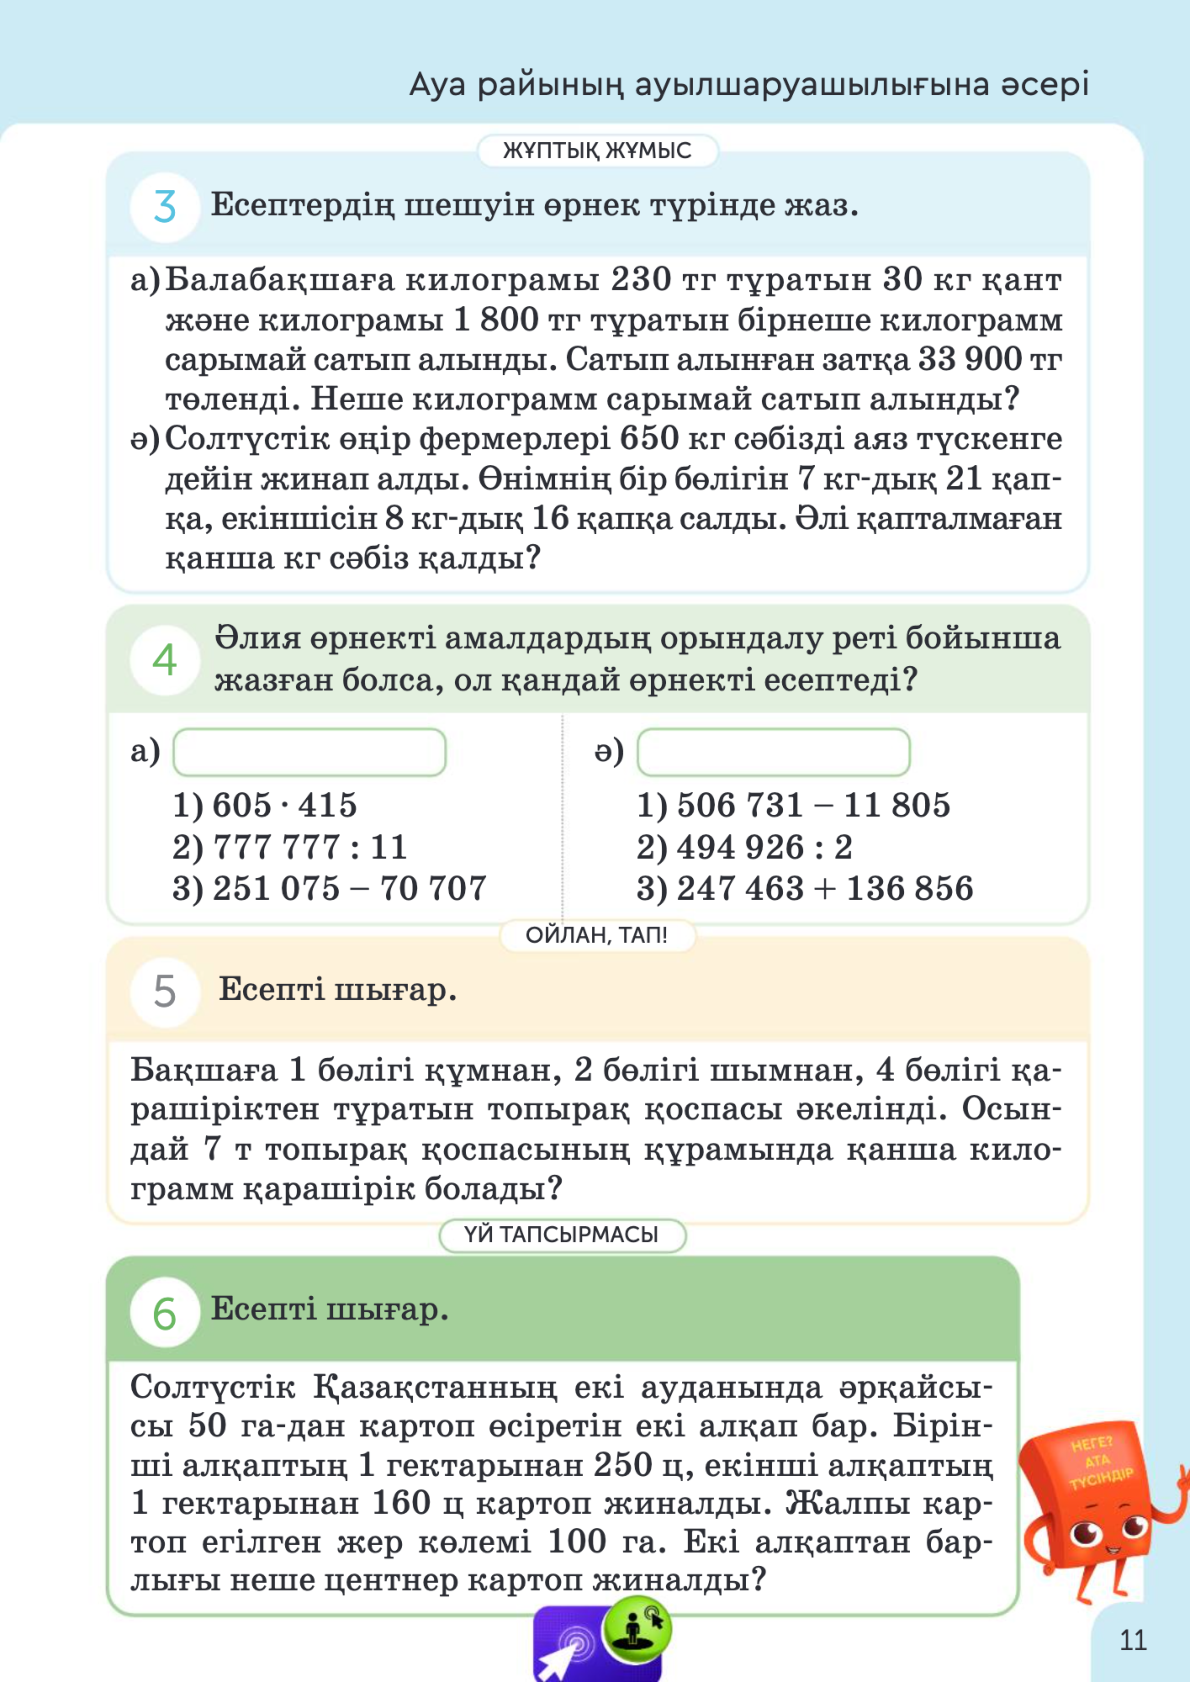 Ауа райының ауылшаруашылығына әсері
ЖҰПТЫҚ ЖҰМЫС
3 Есептердің шешуін өрнек түрінде жаз.
а) Балабақшаға килограмы 230 тг тұратын 30 кг қант
және килограмы 1 800 тг тұратын бірнеше килограмм
сарымай сатып алынды. Сатып алынған затқа 33 900 тг
төленді. Неше килограмм сарымай сатып алынды?
ә) Солтүстік өңір фермерлері 650 кг сәбізді аяз түскенге
дейін жинап алды. Өнімнің бір бөлігін 7 кг-дық 21 қап-
қа, екіншісін 8 кг-дық 16 қапқа салды. Әлі қапталмаған
қанша кг сәбіз қалды?
4 Әлия өрнекті амалдардың орындалу реті бойынша
жазған болса, ол қандай өрнекті есептеді?
а)
1) 605 · 415
2) 777 777 : 11
3) 251 075 – 70 707
ә)
1) 506 731 – 11 805
2) 494 926 : 2
3) 247 463 + 136 856
ОЙЛАН, ТАП!
5 Есепті шығар.
Бақшаға 1 бөлігі құмнан, 2 бөлігі шымнан, 4 бөлігі қа-
рашіріктен тұратын топырақ қоспасы әкелінді. Осын-
дай 7 т топырақ қоспасының құрамында қанша кило-
грамм қарашірік болады?
ҮЙ ТАПСЫРМАСЫ
6 Есепті шығар.
Солтүстік Қазақстанның екі ауданында әрқайсы-
сы 50 га-дан картоп өсіретін екі алқап бар. Бірін-
ші алқаптың 1 гектарынан 250 ц, екінші алқаптың
1 гектарынан 160 ц картоп жиналды. Жалпы кар-
топ егілген жер көлемі 100 га. Екі алқаптан бар-
лығы неше центнер картоп жиналды?
НЕГЕ?
АТА
ТҮСІНДІР
11